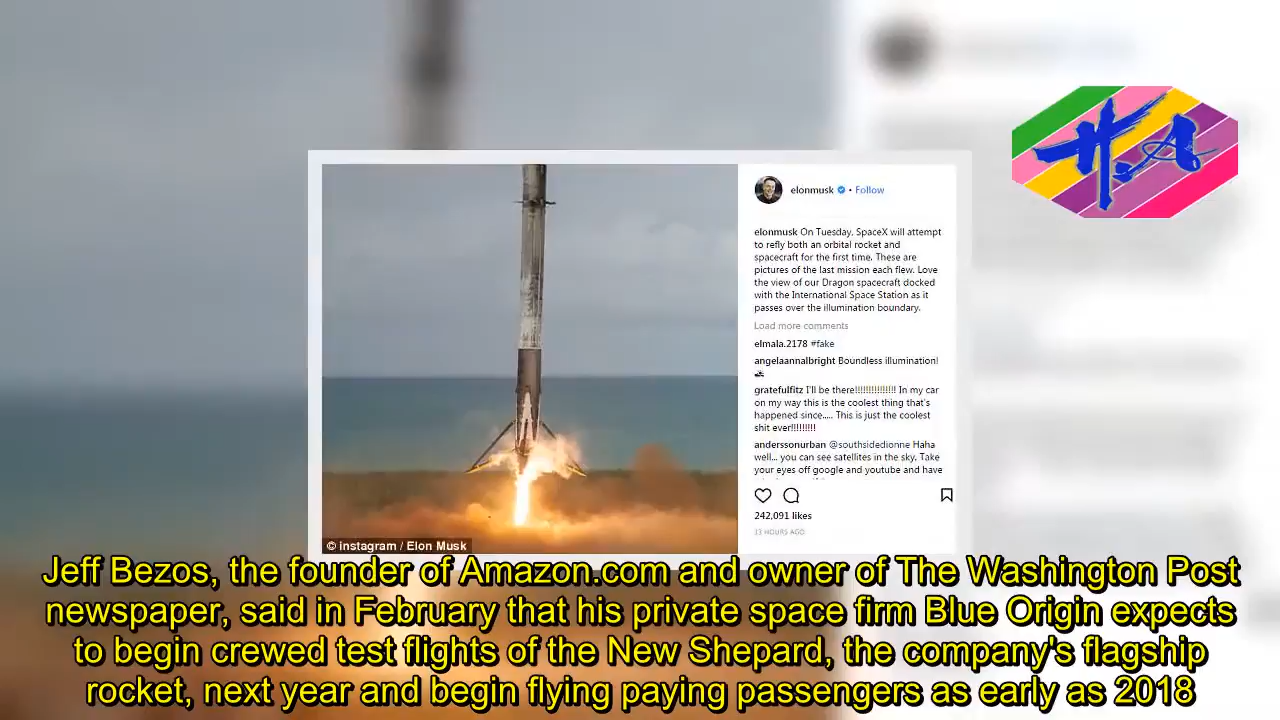 elonmusk • Follow
elonmusk On Tuesday, SpaceX will attempt
to refly both an orbital rocket and
spacecraft for the first time. These are
pictures of the last mission each flew. Love
the view of our Dragon spacecraft docked
with the International Space Station as it
passes over the illumination boundary.
Load more comments
elmala.2178 #fake
angelaannalbright Boundless illumination!
gratefulfitz I'll be there!!!!!!!!!!!!!!! In my car
on my way this is the coolest thing that's
happened since..... This is just the coolest
shit ever!!!!!!!!!
anderssonurban @southsidedionne Haha
well... you can see satellites in the sky. Take
your eyes off google and youtube and have
242,091 likes
33 HOURS AGO
© instagram / Elon Musk
H.A
Jeff Bezos, the founder of Amazon.com and owner of The Washington Post
newspaper, said in February that his private space firm Blue Origin expects
to begin crewed test flights of the New Shepard, the company's flagship
rocket, next year and begin flying paying passengers as early as 2018